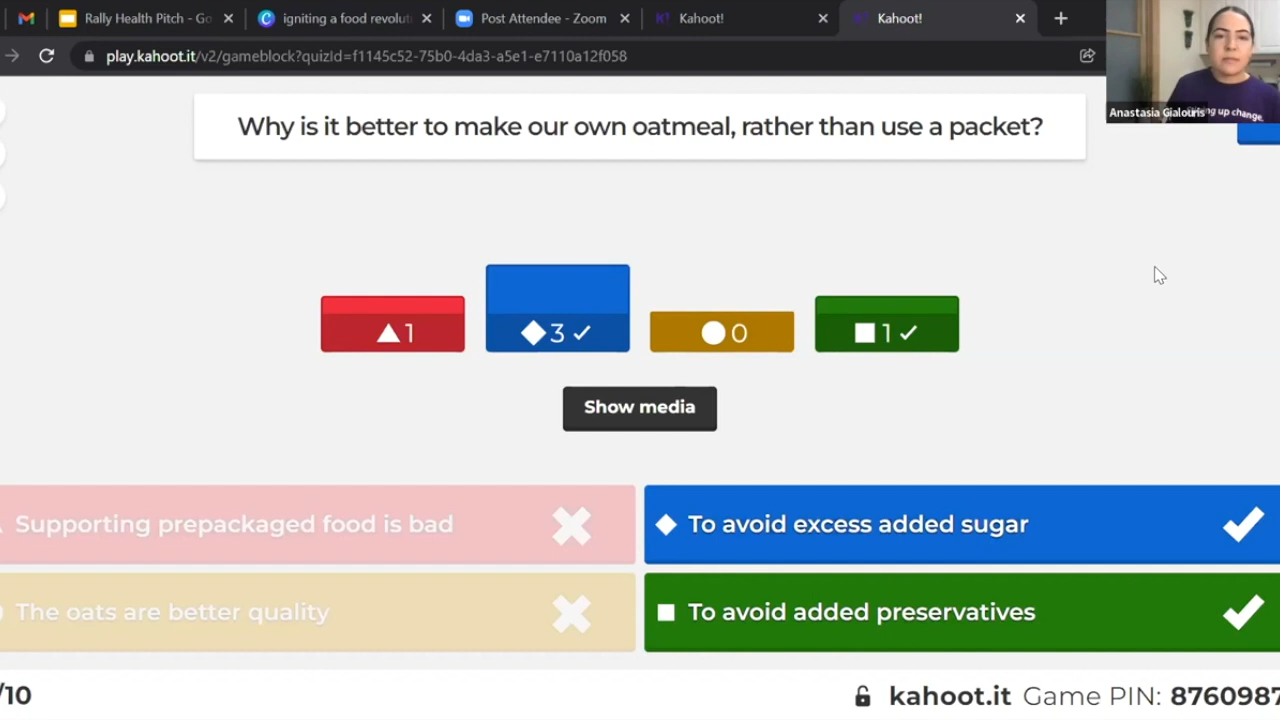 Rally Health Pitch - Go
igniting a food revolut
Post Attendee - Zoom
Kahoot!
Kahoot!
play.kahoot.it/v2/gameblock?quizId=f1145c52-75b0-4da3-a5e1-e7110a12f058
Anastasia Gialouris
up change.
Why is it better to make our own oatmeal, rather than use a packet?
1
3
0
1
Show media
Supporting prepackaged food is bad
To avoid excess added sugar
The oats are better quality
To avoid added preservatives
/10
kahoot.it Game PIN: 8760987